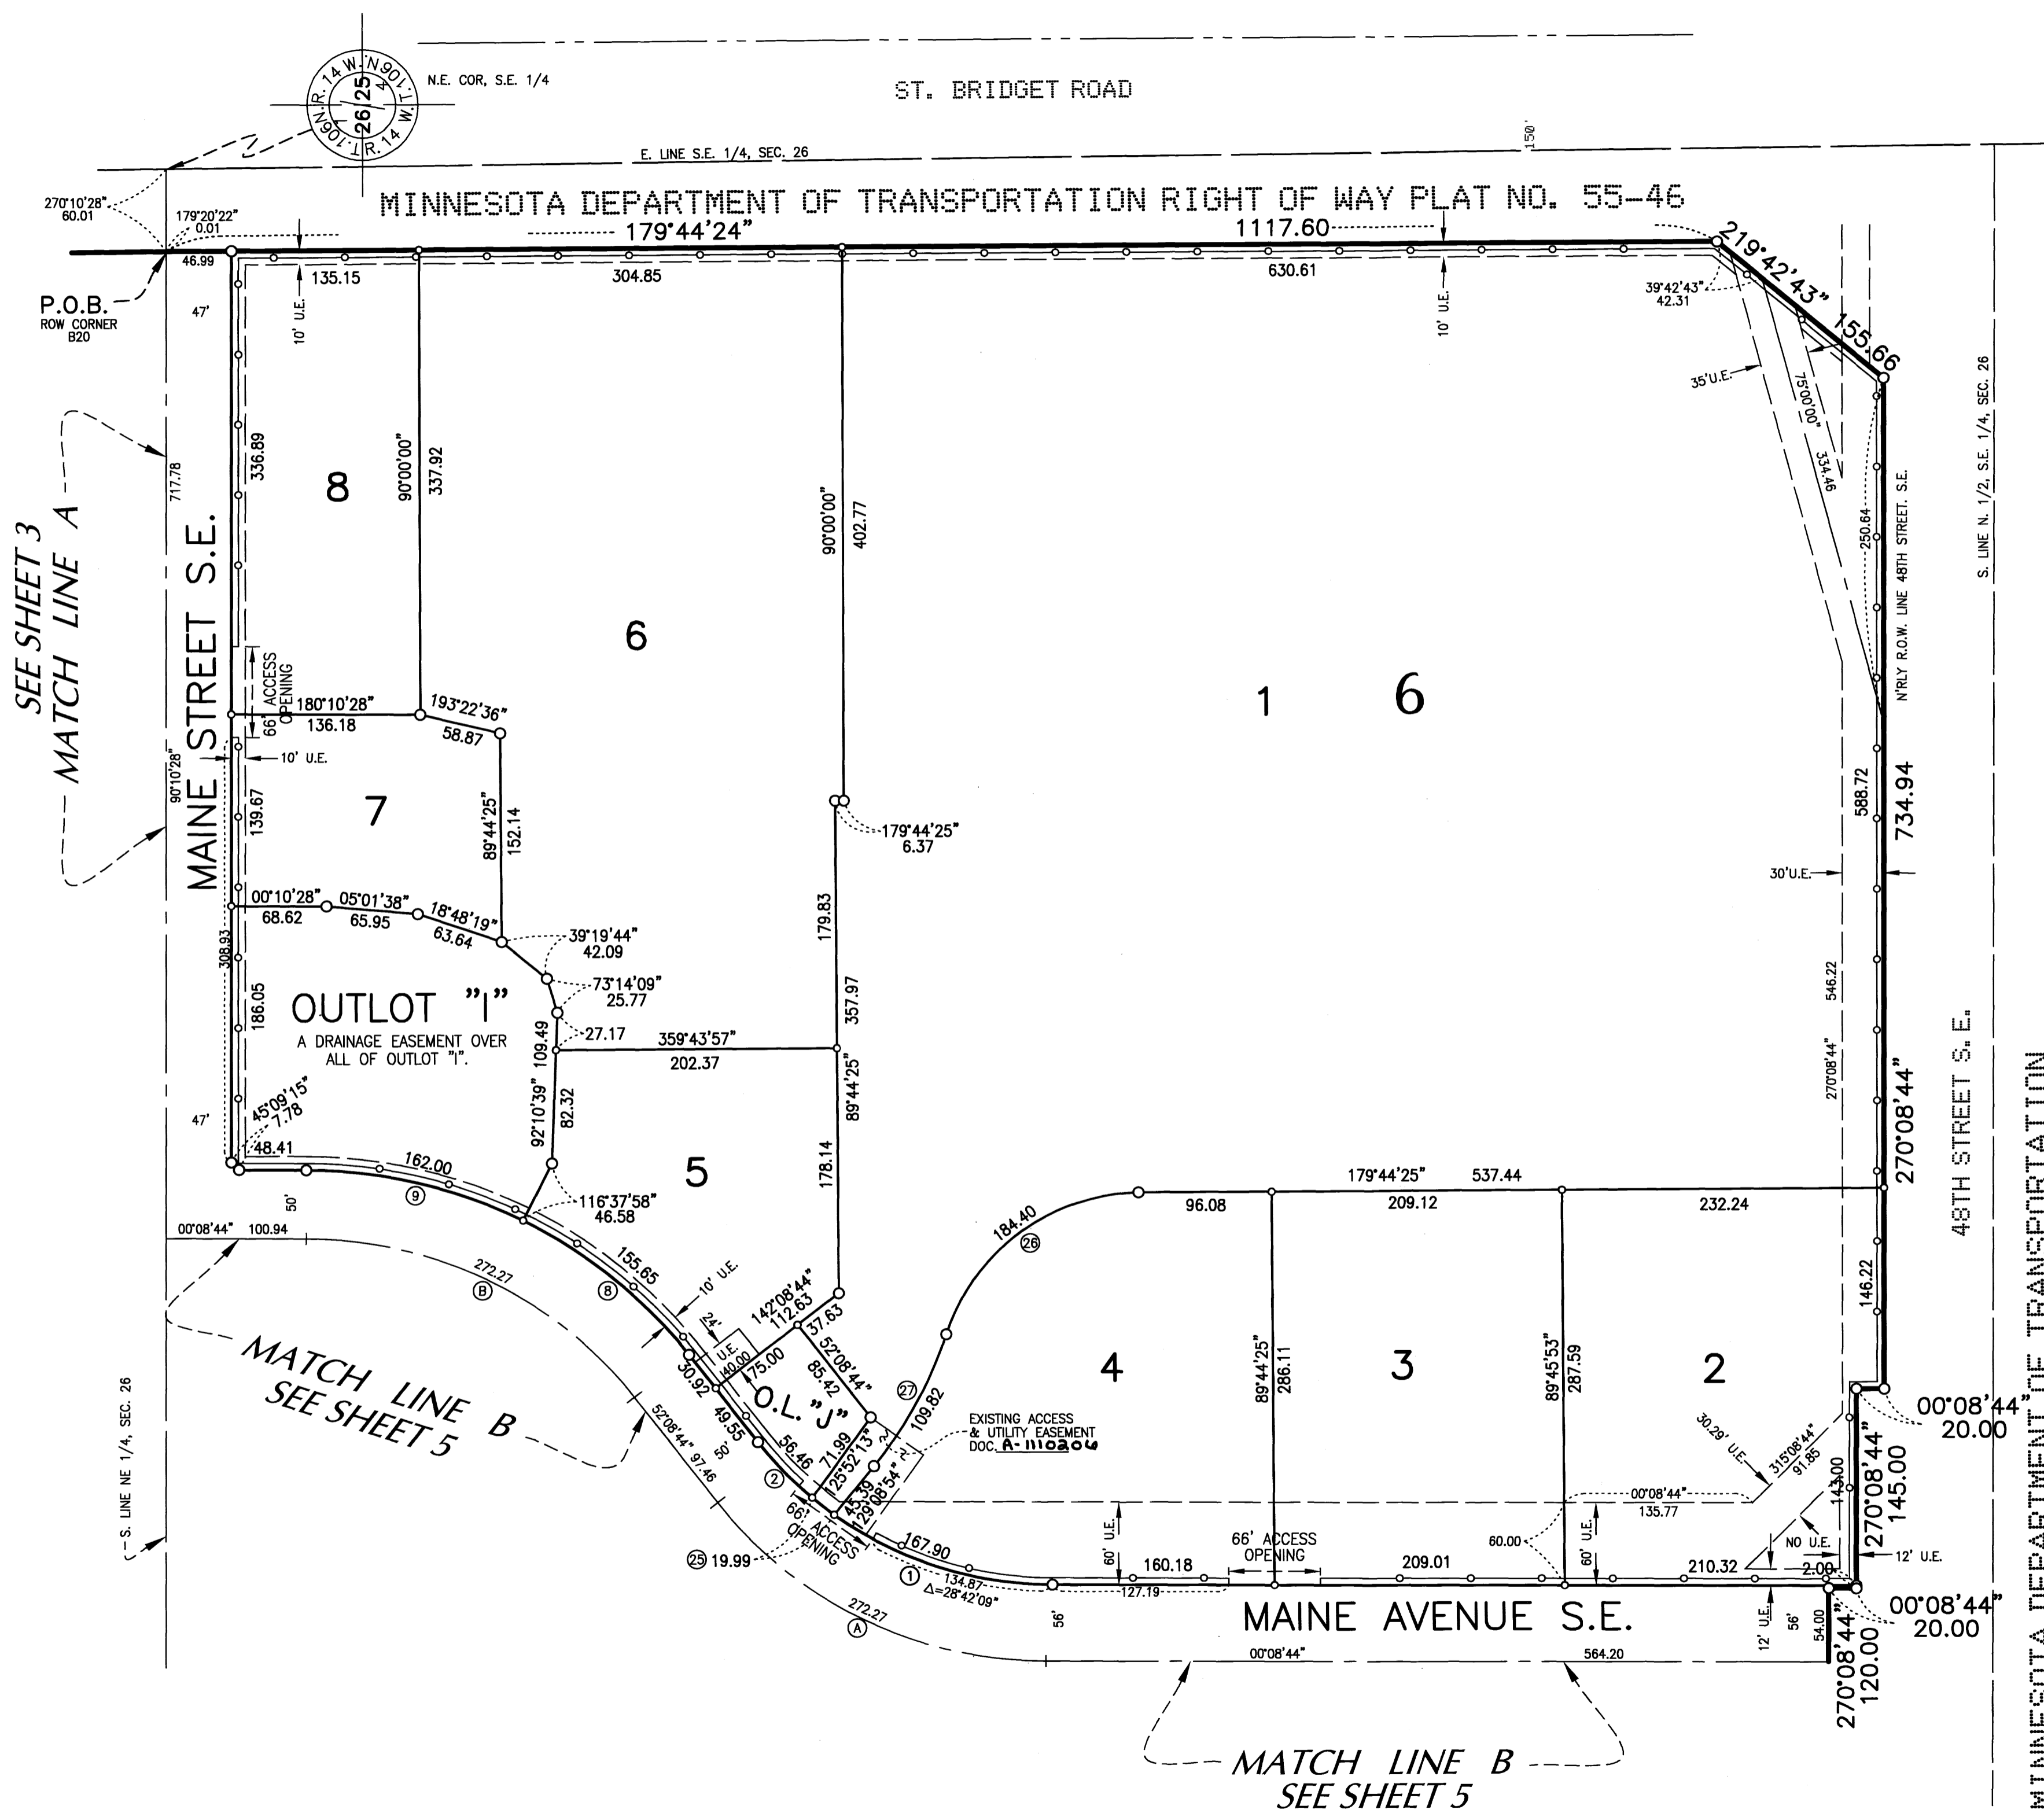 T.106N.R. 14 W.
T.106N.R. 14 W.
26 25
N.E. COR, S.E. 1/4
ST. BRIDGET ROAD
150'
E. LINE S.E. 1/4, SEC. 26
MINNESOTA DEPARTMENT OF TRANSPORTATION RIGHT OF WAY PLAT NO. 55-46
270°10'28"
60.01
179°20'22"
0.01
179°44'24"
1117.60
219°42'43"
155.66
46.99
135.15
304.85
630.61
39°42'43"
42.31
P.O.B.
ROW CORNER
B20
47'
10' U.E.
10' U.E.
35'U.E.
75°00'00"
334.46
250.64
N'RLY R.O.W. LINE 48TH STREET. S.E.
S. LINE N. 1/2, S.E. 1/4, SEC. 26
SEE SHEET 3
MATCH LINE A
717.78
90°10'28"
MAINE STREET S.E.
336.89
8
90°00'00"
337.92
6
90°00'00"
402.77
1
6
66' ACCESS
OPENING
180°10'28"
136.18
193°22'36"
58.87
10' U.E.
139.67
7
89°44'25"
152.14
179°44'25"
6.37
588.72
734.94
30'U.E.
00°10'28"
68.62
05°01'38"
65.95
18°48'19"
63.64
39°19'44"
42.09
73°14'09"
25.77
27.17
179.83
357.97
308.93
186.05
OUTLOT "I"
A DRAINAGE EASEMENT OVER
ALL OF OUTLOT "I".
109.49
92°10'39"
82.32
359°43'57"
202.37
89°44'25"
178.14
546.22
270°08'44"
270°08'44"
48TH STREET S.E.
MINNESOTA DEPARTMENT OF TRANSPORTATION
47'
45°09'15"
7.78
48.41
162.00
9
50'
00°08'44" 100.94
272.27
B
5
116°37'58"
46.58
155.65
8
10' U.E.
24'
U.E.
142°08'44"
112.63
37.63
75.00
140.00
30.92
52°08'44"
85.42
O.L. "J"
49.55
56.46
2
50'
52°08'44" 97.46
71.99
125°52'13"
45.39
129°08'54"
184.40
26
27
109.82
EXISTING ACCESS
& UTILITY EASEMENT
DOC. A-1110206
96.08
179°44'25"
537.44
209.12
232.24
146.22
4
89°44'25"
286.11
3
89°45'53"
287.59
2
00°08'44"
20.00
30.29' U.E.
315°08'44"
91.85
143.00
270°08'44"
145.00
00°08'44"
135.77
60.00
60' U.E.
60' U.E.
NO U.E.
12' U.E.
2.00
66' ACCESS
OPENING
66' ACCESS
OPENING
25 19.99
167.90
1
134.87
Δ=28°42'09"
127.19
160.18
209.01
210.32
00°08'44"
20.00
12' U.E.
56'
54.00
270°08'44"
120.00
MAINE AVENUE S.E.
56'
272.27
A
00°08'44"
564.20
MATCH LINE B
SEE SHEET 5
S. LINE NE 1/4, SEC. 26
MATCH LINE B
SEE SHEET 5